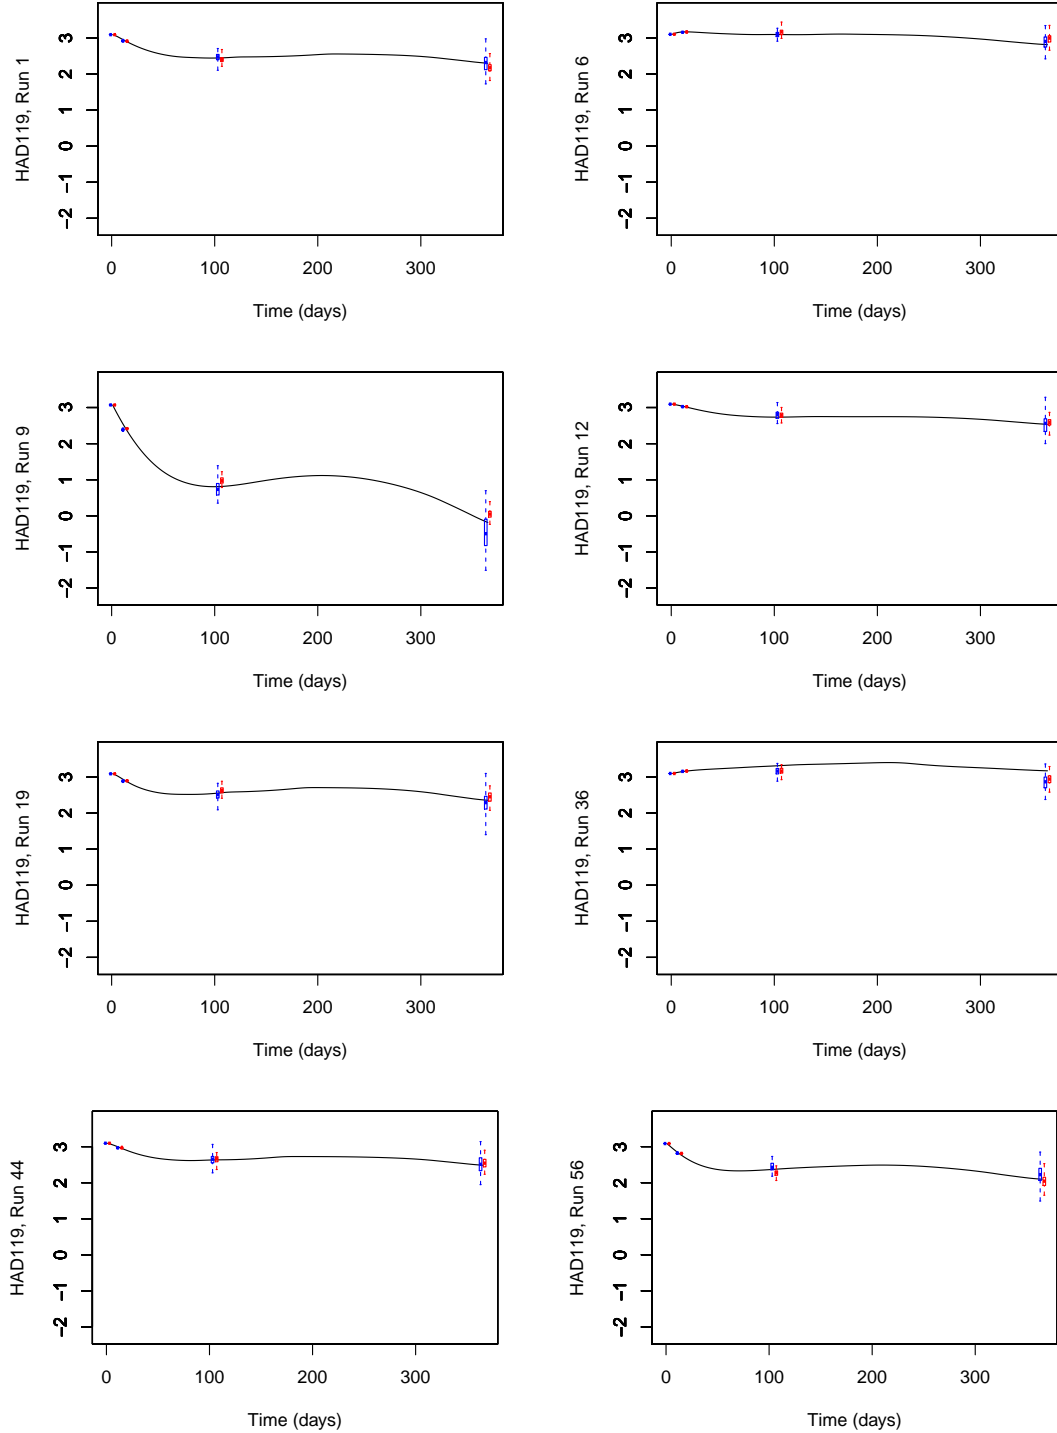 HAD119, Run 1
3
2
1
0
−1
−2
0 100 200 300
Time (days)
HAD119, Run 6
3
2
1
0
−1
−2
0 100 200 300
Time (days)
HAD119, Run 9
3
2
1
0
−1
−2
0 100 200 300
Time (days)
HAD119, Run 12
3
2
1
0
−1
−2
0 100 200 300
Time (days)
HAD119, Run 19
3
2
1
0
−1
−2
0 100 200 300
Time (days)
HAD119, Run 36
3
2
1
0
−1
−2
0 100 200 300
Time (days)
HAD119, Run 44
3
2
1
0
−1
−2
0 100 200 300
Time (days)
HAD119, Run 56
3
2
1
0
−1
−2
0 100 200 300
Time (days)